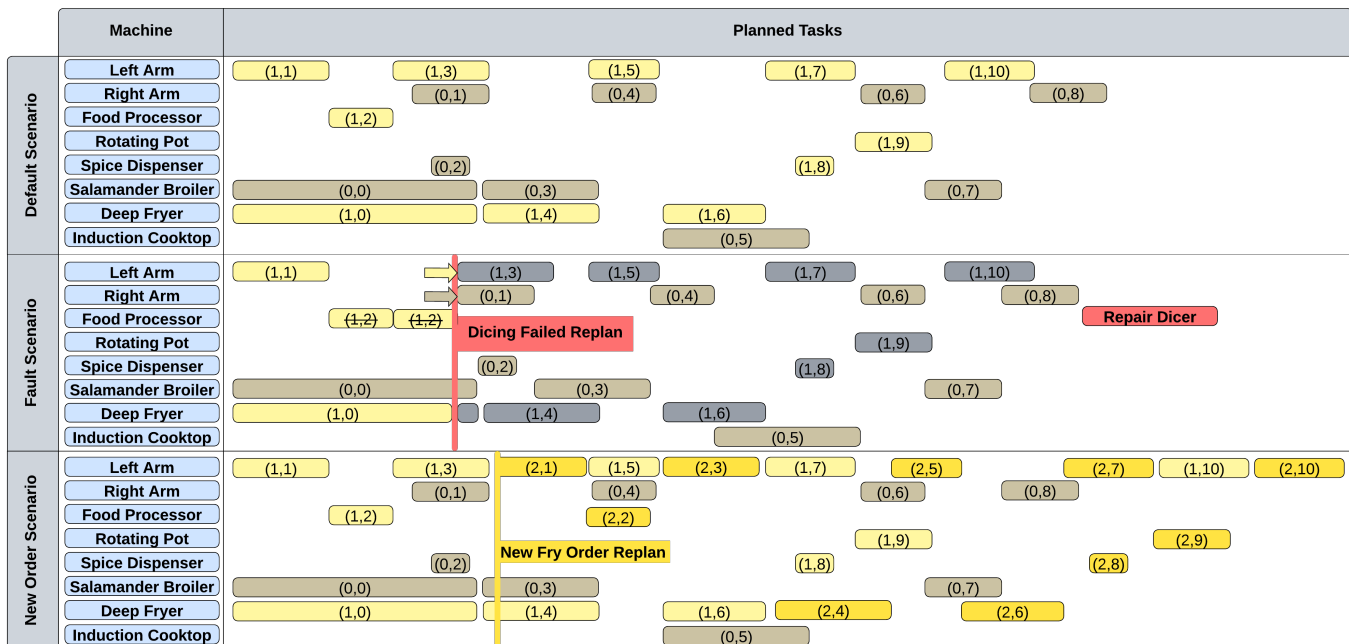 Machine Planned Tasks
Default Scenario
Left Arm (1,1) (1,3) (1,5) (1,7) (1,10)
Right Arm (0,1) (0,4) (0,6) (0,8)
Food Processor (1,2)
Rotating Pot (1,9)
Spice Dispenser (0,2) (1,8)
Salamander Broiler (0,0) (0,3) (0,7)
Deep Fryer (1,0) (1,4) (1,6)
Induction Cooktop (0,5)
Fault Scenario
Left Arm (1,1) (1,3) (1,5) (1,7) (1,10)
Right Arm (0,1) (0,4) (0,6) (0,8)
Food Processor (1,2) (1,2) Repair Dicer
Dicing Failed Replan
Rotating Pot (1,9)
Spice Dispenser (0,2) (1,8)
Salamander Broiler (0,0) (0,3) (0,7)
Deep Fryer (1,0) (1,4) (1,6)
Induction Cooktop (0,5)
New Order Scenario
Left Arm (1,1) (1,3) (2,1) (1,5) (2,3) (1,7) (2,5) (2,7) (1,10) (2,10)
Right Arm (0,1) (0,4) (0,6) (0,8)
Food Processor (1,2) (2,2)
Rotating Pot (1,9) (2,9)
New Fry Order Replan
Spice Dispenser (0,2) (1,8) (2,8)
Salamander Broiler (0,0) (0,3) (0,7)
Deep Fryer (1,0) (1,4) (1,6) (2,4) (2,6)
Induction Cooktop (0,5)